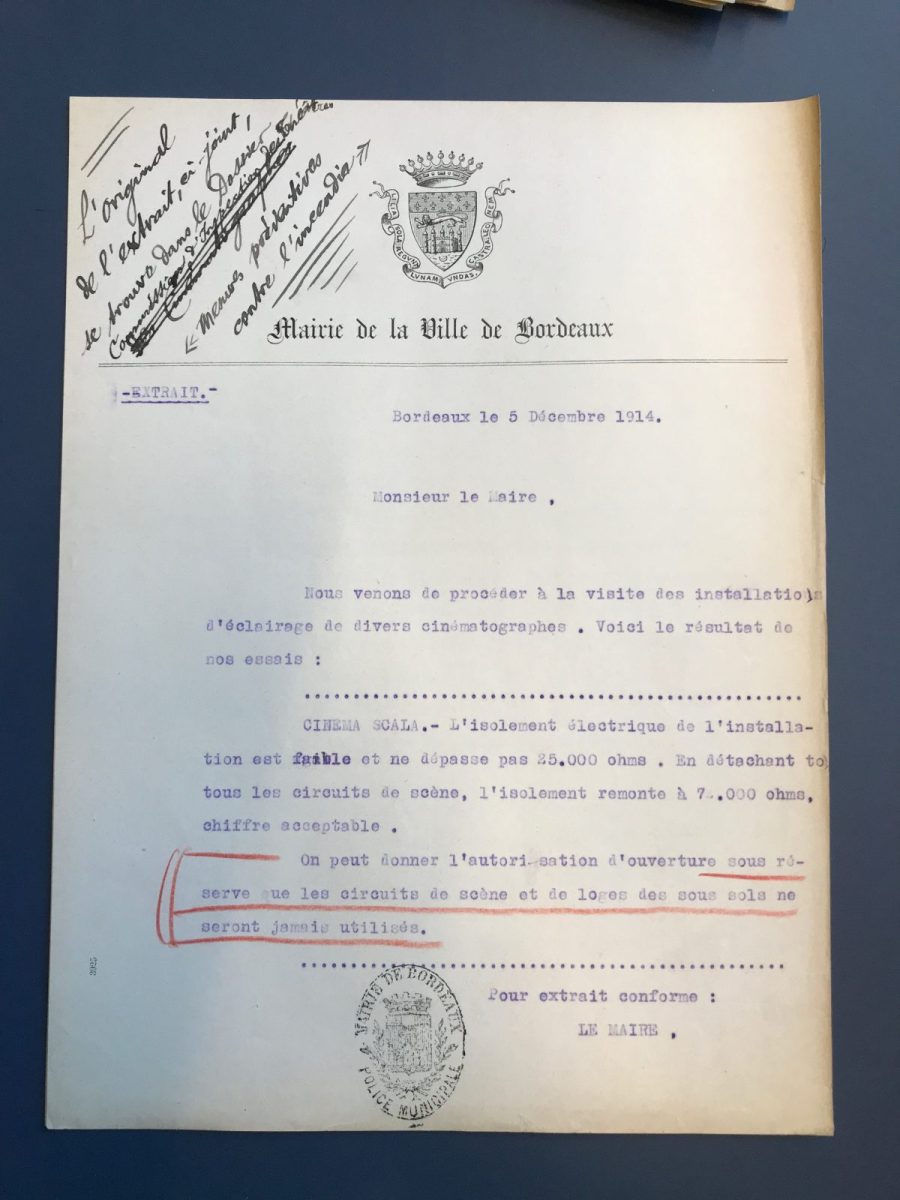 L'original
de l'extrait, ci-joint,
se trouve dans le Dossier
Commission d'Inspection des théâtres
« Mesures préventives
contre l'incendie »
LILIA SOLA REGUNT LVNAM VNDAS CASTRA LEONEM
Mairie de la Ville de Bordeaux
-EXTRAIT.-
Bordeaux le 5 Décembre 1914.
Monsieur le Maire ,
Nous venons de procéder à la visite des installations
d'éclairage de divers cinématographes . Voici le résultat de
nos essais :
..................................................
CINEMA SCALA.- L'isolement électrique de l'installa-
tion est faible et ne dépasse pas 25.000 ohms . En détachant to
tous les circuits de scène, l'isolement remonte à .000 ohms,
chiffre acceptable .
On peut donner l'autorisation d'ouverture sous ré-
serve que les circuits de scène et de loges des sous sols ne
seront jamais utilisés.
..................................................
Pour extrait conforme :
LE MAIRE .
MAIRIE DE BORDEAUX
POLICE MUNICIPALE
3925